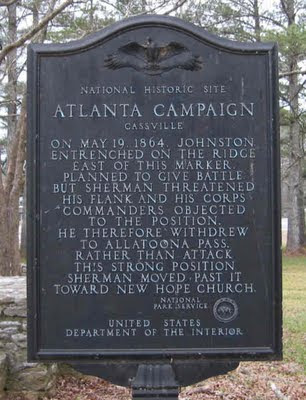 NATIONAL HISTORIC SITE
ATLANTA CAMPAIGN
CASSVILLE
ON MAY 19, 1864, JOHNSTON
ENTRENCHED ON THE RIDGE
EAST OF THIS MARKER,
PLANNED TO GIVE BATTLE
BUT SHERMAN THREATENED
HIS FLANK AND HIS CORPS
COMMANDERS OBJECTED
TO THE POSITION.
HE THEREFORE WITHDREW
TO ALLATOONA PASS.
RATHER THAN ATTACK
THIS STRONG POSITION
SHERMAN MOVED PAST IT
TOWARD NEW HOPE CHURCH.
NATIONAL
PARK SERVICE
UNITED STATES
DEPARTMENT OF THE INTERIOR